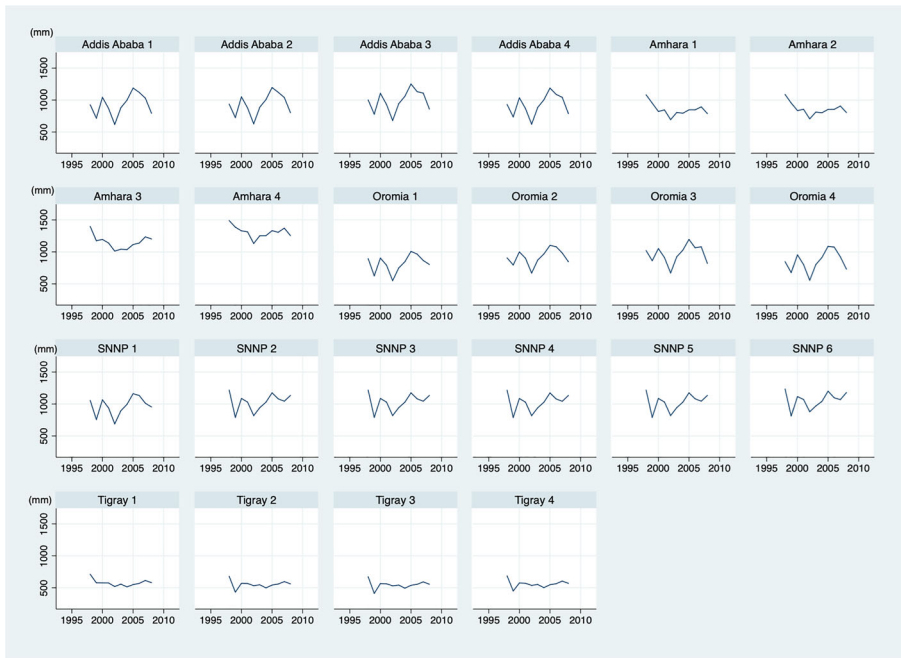 (mm)
Addis Ababa 1 Addis Ababa 2 Addis Ababa 3 Addis Ababa 4 Amhara 1 Amhara 2
1500
1000
500
1995 2000 2005 2010 1995 2000 2005 2010 1995 2000 2005 2010 1995 2000 2005 2010 1995 2000 2005 2010 1995 2000 2005 2010
(mm)
Amhara 3 Amhara 4 Oromia 1 Oromia 2 Oromia 3 Oromia 4
1500
1000
500
1995 2000 2005 2010 1995 2000 2005 2010 1995 2000 2005 2010 1995 2000 2005 2010 1995 2000 2005 2010 1995 2000 2005 2010
(mm) SNNP 1 SNNP 2 SNNP 3 SNNP 4 SNNP 5 SNNP 6
1500
1000
500
1995 2000 2005 2010 1995 2000 2005 2010 1995 2000 2005 2010 1995 2000 2005 2010 1995 2000 2005 2010 1995 2000 2005 2010
(mm) Tigray 1 Tigray 2 Tigray 3 Tigray 4
1500
1000
500
1995 2000 2005 2010 1995 2000 2005 2010 1995 2000 2005 2010 1995 2000 2005 2010